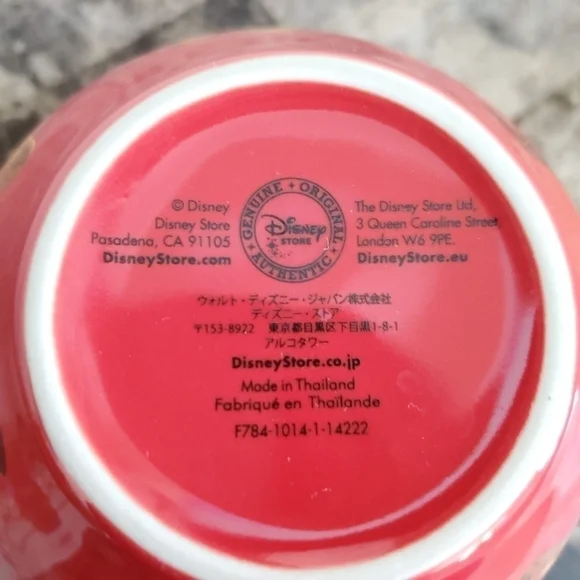 © Disney
Disney Store
Pasadena, CA 91105
DisneyStore.com
GENUINE • ORIGINAL • AUTHENTIC •
Disney
STORE
The Disney Store Ltd,
3 Queen Caroline Street,
London W6 9PE.
DisneyStore.eu
ウォルト・ディズニー・ジャパン株式会社
ディズニー・ストア
〒153-8922 東京都目黒区下目黒1-8-1
アルコタワー
DisneyStore.co.jp
Made in Thailand
Fabriqué en Thaïlande
F784-1014-1-14222